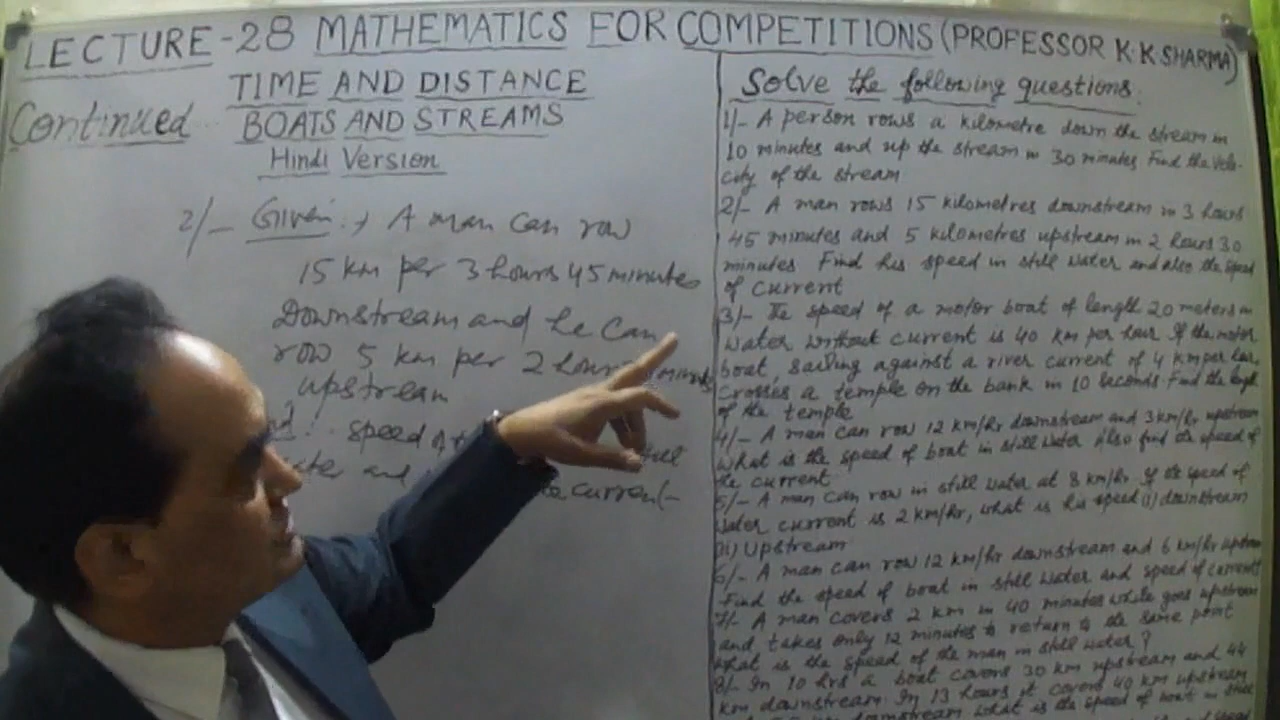 LECTURE-28 MATHEMATICS FOR COMPETITIONS (PROFESSOR K·K·SHARMA)
TIME AND DISTANCE
Continued
BOATS AND STREAMS
Hindi Version
2/- Given :→ A man can row
15 km per 3 hours 45 minutes
Downstream and he can
row 5 km per 2 hours
upstream
speed
and
the current
Solve the following questions:
1/- A person rows a kilometre down the stream in
10 minutes and up the stream in 30 minutes Find the velo-
city of the stream
2/- A man rows 15 kilometres downstream in 3 hours
45 minutes and 5 kilometres upstream in 2 hours 30
minutes Find his speed in still water and also the speed
of current
3/- The speed of a motor boat of length 20 meters in
water without current is 40 km per hour If the motor
boat, sailing against a river current of 4 km per hour
crosses a temple on the bank in 10 seconds Find the length
of the temple
4/- A man can row 12 km/hr downstream and 3 km/hr upstream
What is the speed of boat in still water Also find the speed of
the current
5/- A man can row in still water at 8 km/hr If the speed of
water current is 2 km/hr, what is his speed (i) downstream
(ii) Upstream
6/- A man can row 12 km/hr downstream and 6 km/hr upstream
Find the speed of boat in still water and speed of current
7/- A man covers 2 km in 40 minutes while goes upstream
and takes only 12 minutes to return to the same point
What is the speed of the man in still water?
8/- In 10 hrs a boat covers 30 km upstream and 44
km downstream. In 13 hours it covers 40 km upstream
downstream what is the speed of boat in still